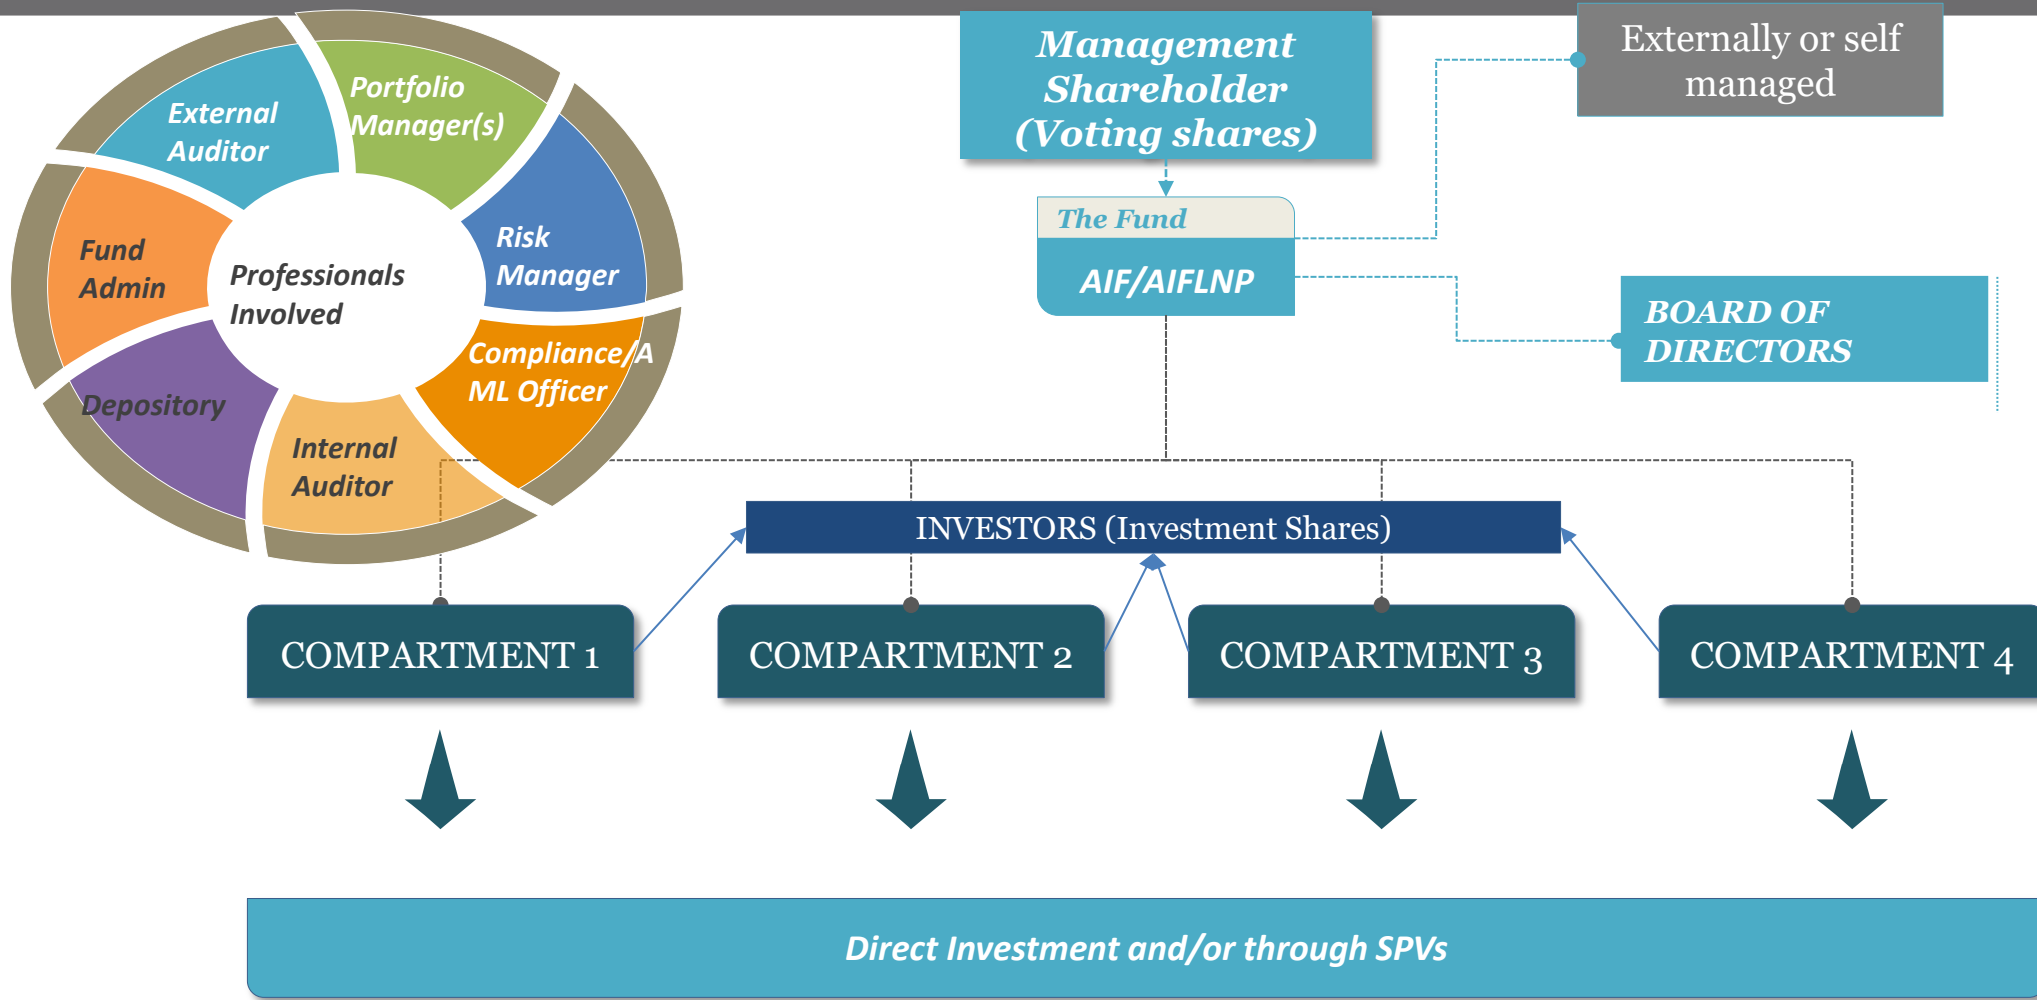 External
Auditor
Portfolio
Manager(s)
Risk
Manager
Compliance/A
ML Officer
Internal
Auditor
Depository
Fund
Admin
Professionals
Involved
Management
Shareholder
(Voting shares)
Externally or self
managed
The Fund
AIF/AIFLNP
BOARD OF
DIRECTORS
INVESTORS (Investment Shares)
COMPARTMENT 1
COMPARTMENT 2
COMPARTMENT 3
COMPARTMENT 4
Direct Investment and/or through SPVs